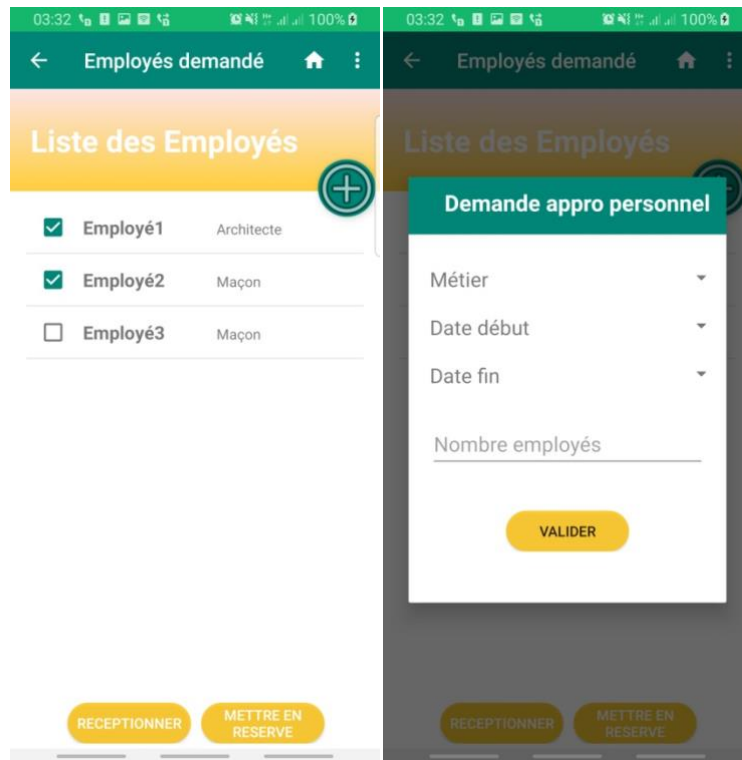 03:32
100%
Employés demandé
Liste des Employés
Employé1
Architecte
Employé2
Maçon
Employé3
Maçon
RECEPTIONNER
METTRE EN
RESERVE
03:32
100%
Employés demandé
Liste des Employés
Demande appro personnel
Métier
Date début
Date fin
Nombre employés
VALIDER
RECEPTIONNER
METTRE EN
RESERVE